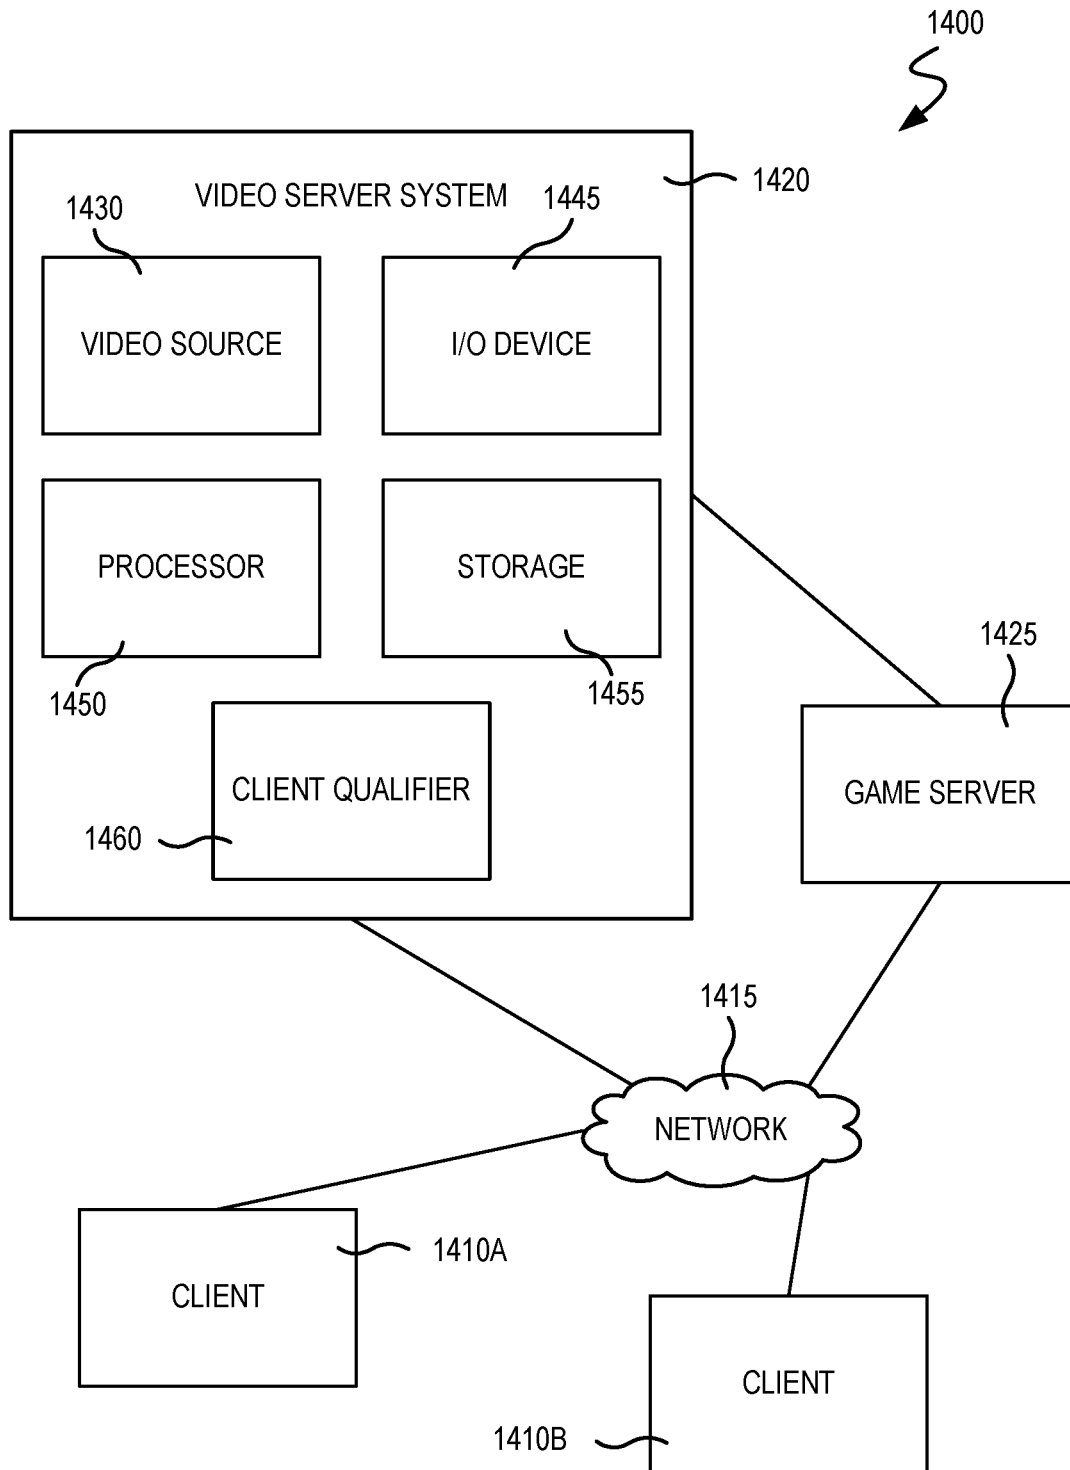 1400
VIDEO SERVER SYSTEM
1420
1430
1445
VIDEO SOURCE
I/O DEVICE
PROCESSOR
STORAGE
1450
1455
1425
CLIENT QUALIFIER
GAME SERVER
1460
1415
NETWORK
1410A
CLIENT
CLIENT
1410B